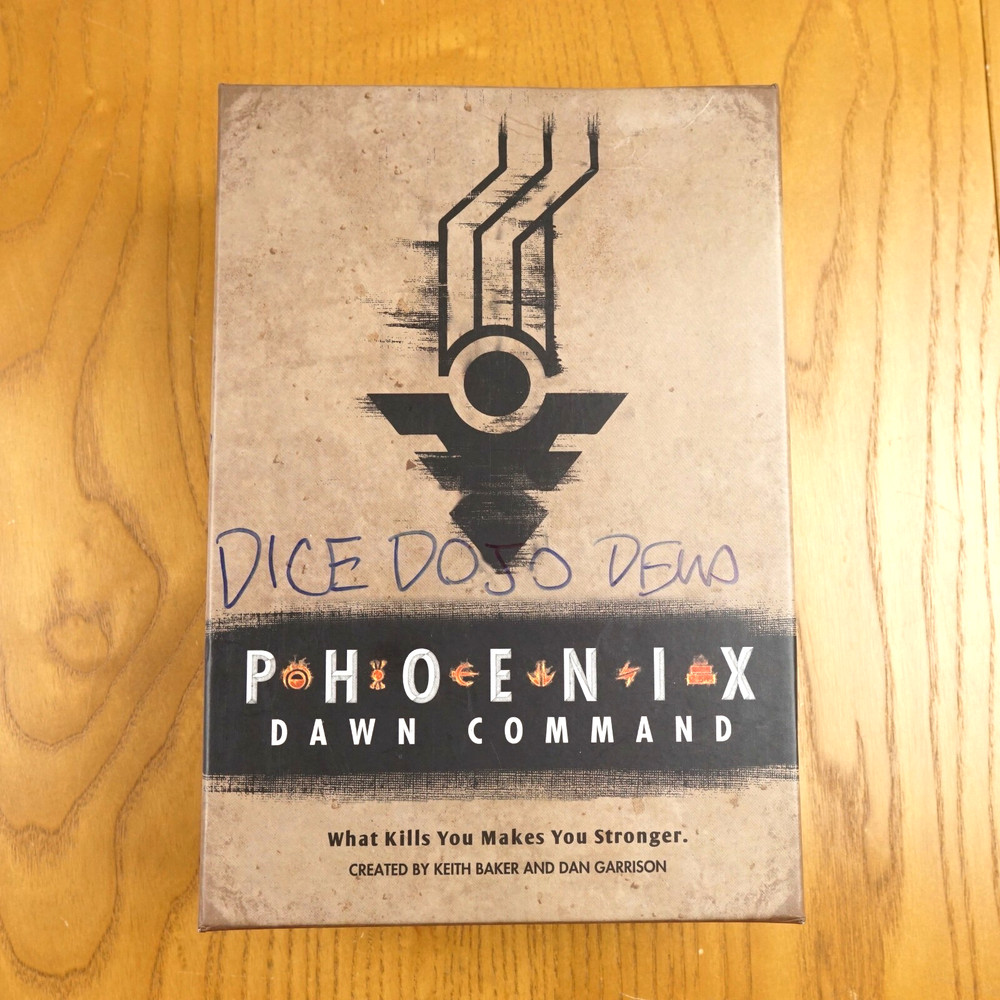 DICE DOJO DEMO
PHOENIX
DAWN COMMAND
What Kills You Makes You Stronger.
CREATED BY KEITH BAKER AND DAN GARRISON